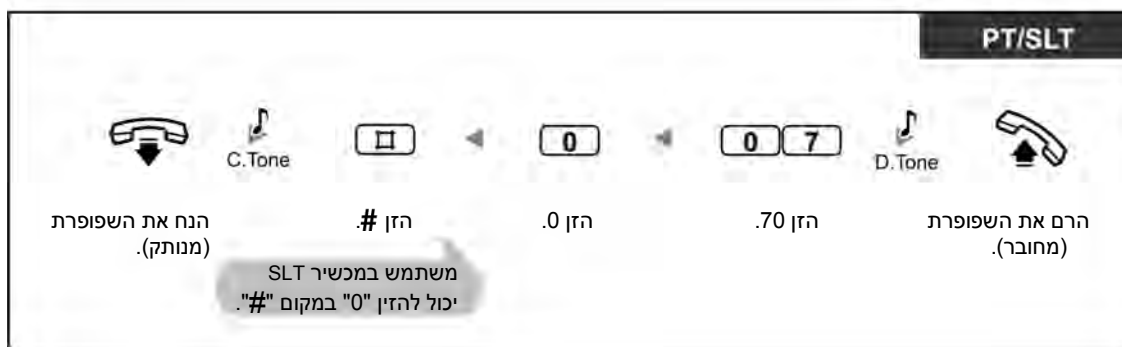 PT/SLT
D.Tone
0 7
0
⌗
C.Tone
הרם את השפופרת
(מחובר).
הזן 70.
הזן 0.
הזן #.
הנח את השפופרת
(מנותק).
משתמש במכשיר SLT
יכול להזין "0" במקום "#".